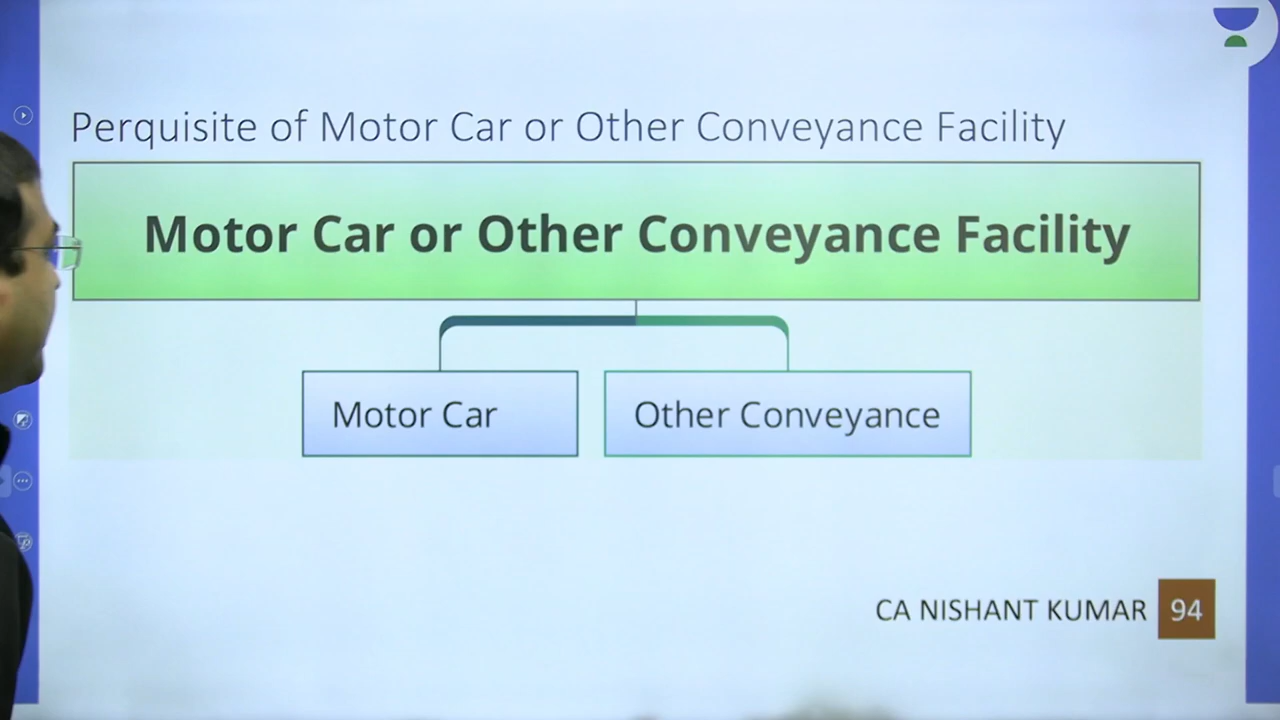 Perquisite of Motor Car or Other Conveyance Facility
Motor Car or Other Conveyance Facility
Motor Car
Other Conveyance
CA NISHANT KUMAR 94